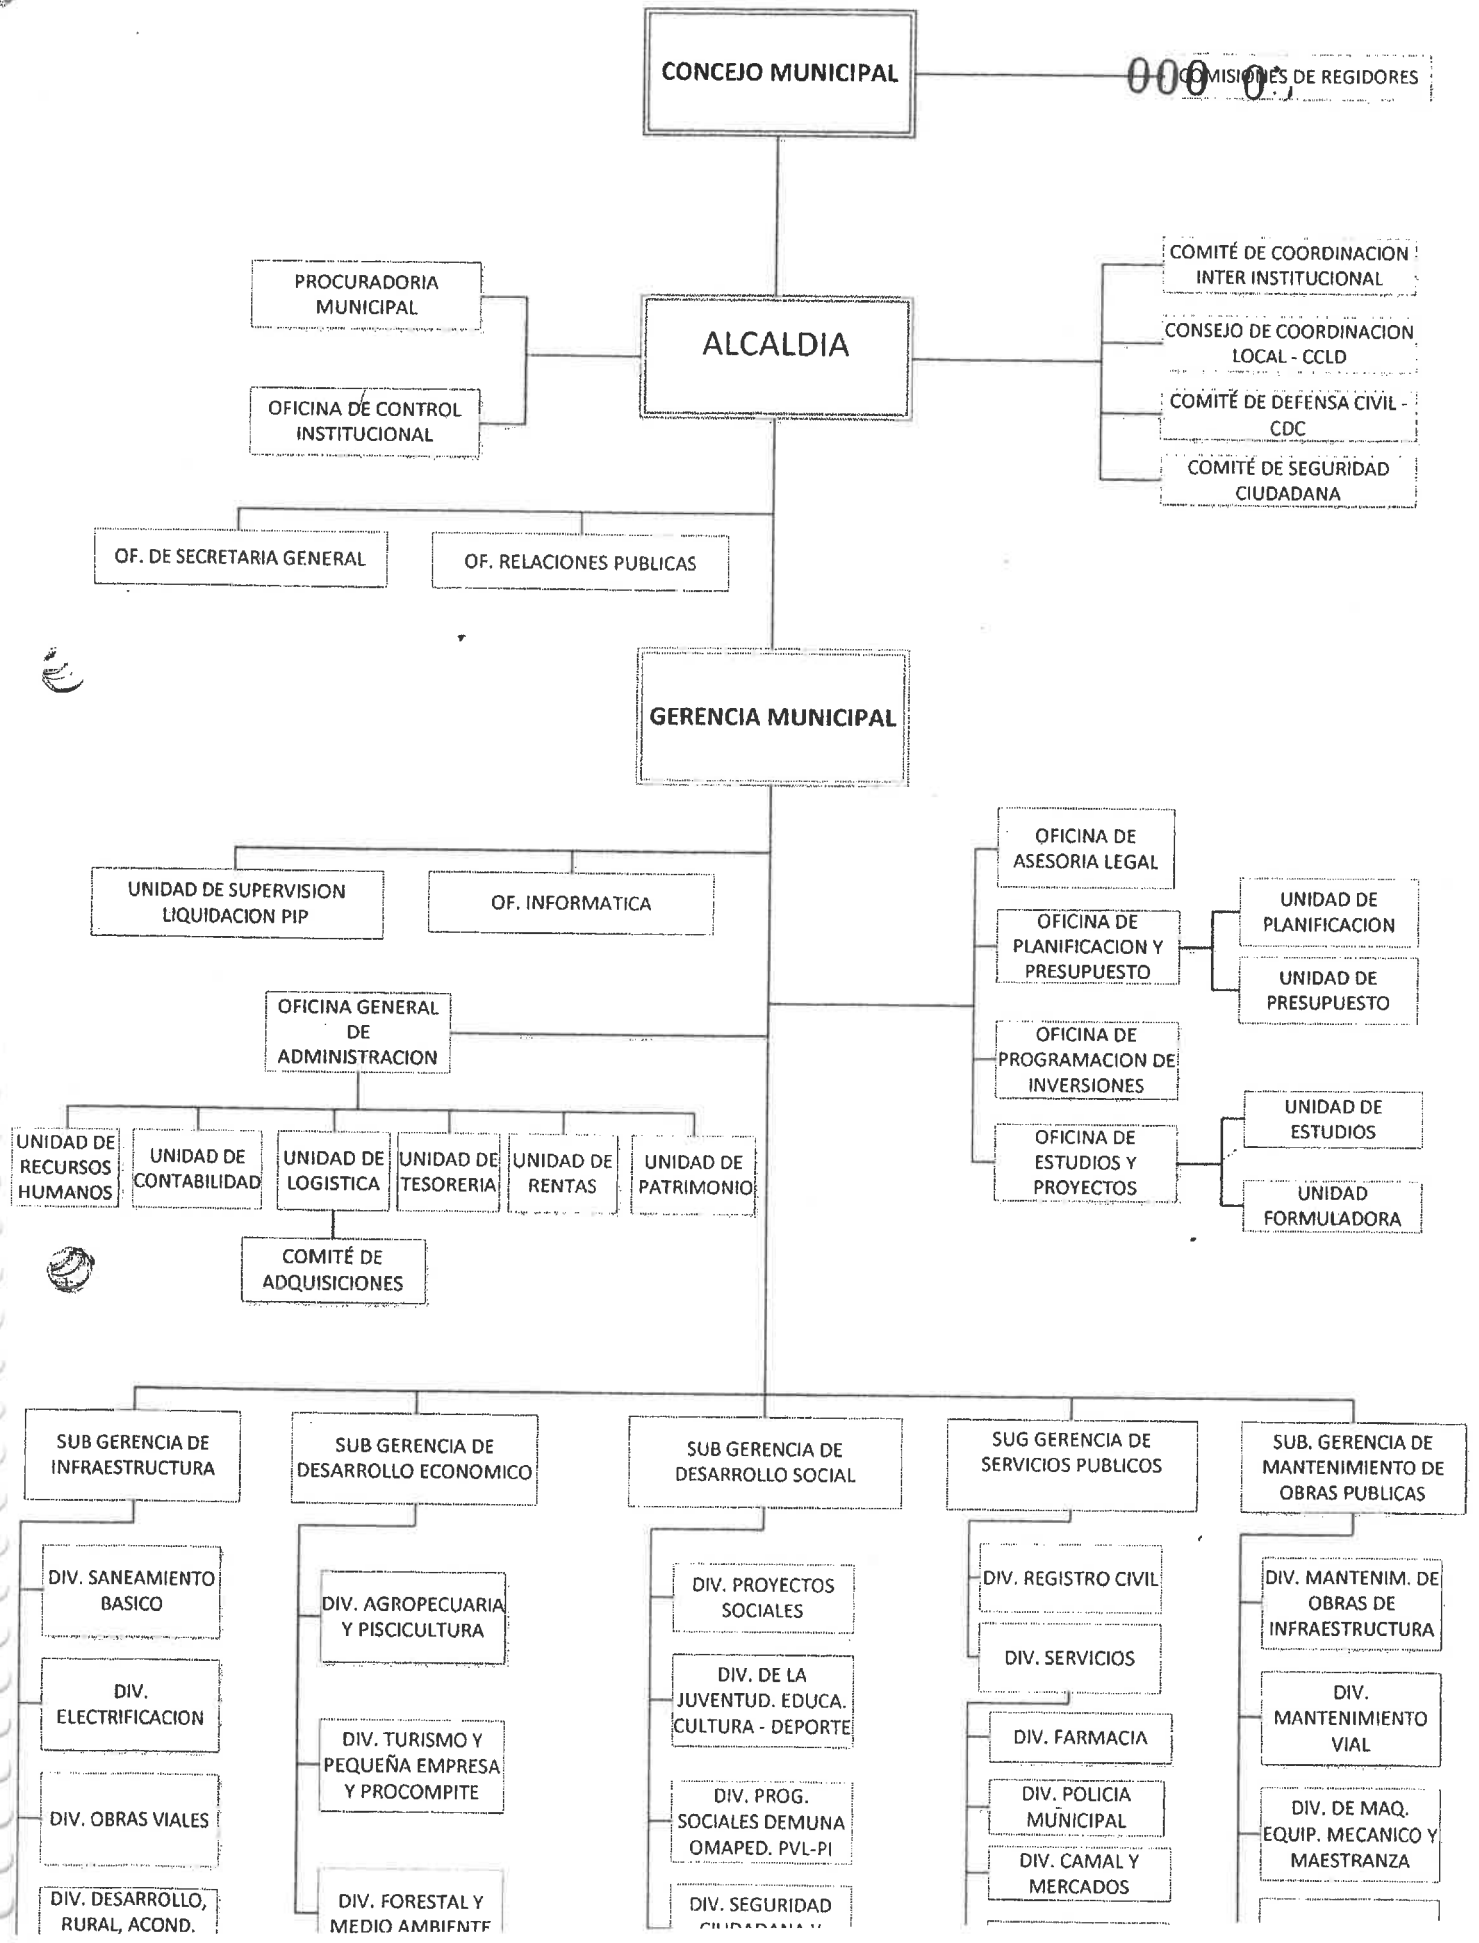 CONCEJO MUNICIPAL
COMISIONES DE REGIDORES
PROCURADORIA
MUNICIPAL
OFICINA DE CONTROL
INSTITUCIONAL
ALCALDIA
COMITÉ DE COORDINACION
INTER INSTITUCIONAL
CONSEJO DE COORDINACION
LOCAL - CCLD
COMITÉ DE DEFENSA CIVIL -
CDC
COMITÉ DE SEGURIDAD
CIUDADANA
OF. DE SECRETARIA GENERAL
OF. RELACIONES PUBLICAS
GERENCIA MUNICIPAL
UNIDAD DE SUPERVISION
LIQUIDACION PIP
OF. INFORMATICA
OFICINA DE
ASESORIA LEGAL
OFICINA DE
PLANIFICACION Y
PRESUPUESTO
UNIDAD DE
PLANIFICACION
UNIDAD DE
PRESUPUESTO
OFICINA DE
PROGRAMACION DE
INVERSIONES
OFICINA DE
ESTUDIOS Y
PROYECTOS
UNIDAD DE
ESTUDIOS
UNIDAD
FORMULADORA
OFICINA GENERAL
DE
ADMINISTRACION
UNIDAD DE
RECURSOS
HUMANOS
UNIDAD DE
CONTABILIDAD
UNIDAD DE
LOGISTICA
UNIDAD DE
TESORERIA
UNIDAD DE
RENTAS
UNIDAD DE
PATRIMONIO
COMITÉ DE
ADQUISICIONES
SUB GERENCIA DE
INFRAESTRUCTURA
SUB GERENCIA DE
DESARROLLO ECONOMICO
SUB GERENCIA DE
DESARROLLO SOCIAL
SUG GERENCIA DE
SERVICIOS PUBLICOS
SUB. GERENCIA DE
MANTENIMIENTO DE
OBRAS PUBLICAS
DIV. SANEAMIENTO
BASICO
DIV.
ELECTRIFICACION
DIV. OBRAS VIALES
DIV. DESARROLLO,
RURAL, ACOND.
DIV. AGROPECUARIA
Y PISCICULTURA
DIV. TURISMO Y
PEQUEÑA EMPRESA
Y PROCOMPITE
DIV. FORESTAL Y
MEDIO AMBIENTE
DIV. PROYECTOS
SOCIALES
DIV. DE LA
JUVENTUD. EDUCA.
CULTURA - DEPORTE
DIV. PROG.
SOCIALES DEMUNA
OMAPED. PVL-PI
DIV. SEGURIDAD
CIUDADANA Y
DIV. REGISTRO CIVIL
DIV. SERVICIOS
DIV. FARMACIA
DIV. POLICIA
MUNICIPAL
DIV. CAMAL Y
MERCADOS
DIV. MANTENIM. DE
OBRAS DE
INFRAESTRUCTURA
DIV.
MANTENIMIENTO
VIAL
DIV. DE MAQ.
EQUIP. MECANICO Y
MAESTRANZA